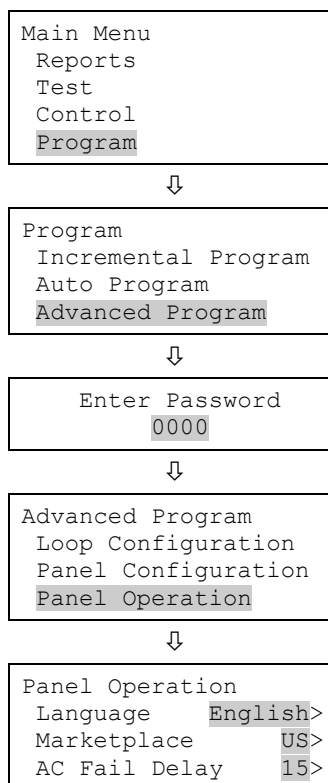 Main Menu
Reports
Test
Control
Program
⇩
Program
Incremental Program
Auto Program
Advanced Program
⇩
Enter Password
0000
⇩
Advanced Program
Loop Configuration
Panel Configuration
Panel Operation
⇩
Panel Operation
Language English>
Marketplace US>
AC Fail Delay 15>